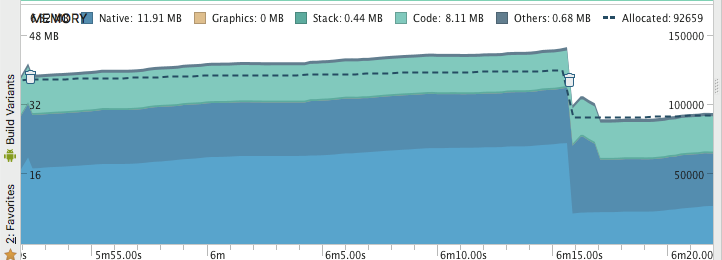 MEMORY
Native: 11.91 MB
Graphics: 0 MB
Stack: 0.44 MB
Code: 8.11 MB
Others: 0.68 MB
Allocated: 92659
48 MB
150000
32
100000
16
50000
Build Variants
2: Favorites
5m55.00s
6m
6m5.00s
6m10.00s
6m15.00s
6m20.00